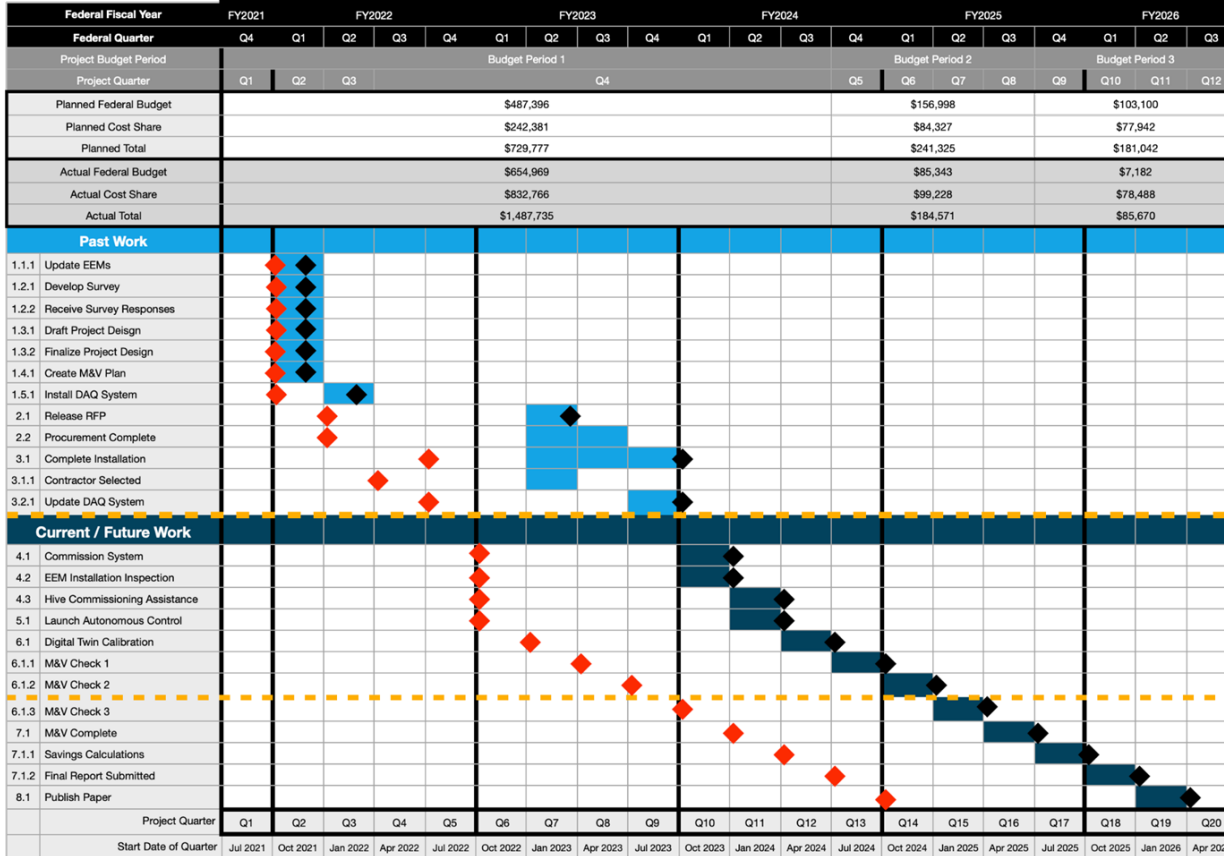 Federal Fiscal Year FY2021 FY2022 FY2023 FY2024 FY2025 FY2026
Federal Quarter Q4 Q1 Q2 Q3 Q4 Q1 Q2 Q3 Q4 Q1 Q2 Q3 Q4 Q1 Q2 Q3 Q4 Q1 Q2 Q3
Project Budget Period Budget Period 1 Budget Period 2 Budget Period 3
Project Quarter Q1 Q2 Q3 Q4 Q5 Q6 Q7 Q8 Q9 Q10 Q11 Q12
Planned Federal Budget $487,396 $156,998 $103,100
Planned Cost Share $242,381 $84,327 $77,942
Planned Total $729,777 $241,325 $181,042
Actual Federal Budget $654,969 $85,343 $7,182
Actual Cost Share $832,766 $99,228 $78,488
Actual Total $1,487,735 $184,571 $85,670
Past Work
1.1.1 Update EEMs
1.2.1 Develop Survey
1.2.2 Receive Survey Responses
1.3.1 Draft Project Deisgn
1.3.2 Finalize Project Design
1.4.1 Create M&V Plan
1.5.1 Install DAQ System
2.1 Release RFP
2.2 Procurement Complete
3.1 Complete Installation
3.1.1 Contractor Selected
3.2.1 Update DAQ System
Current / Future Work
4.1 Commission System
4.2 EEM Installation Inspection
4.3 Hive Commissioning Assistance
5.1 Launch Autonomous Control
6.1 Digital Twin Calibration
6.1.1 M&V Check 1
6.1.2 M&V Check 2
6.1.3 M&V Check 3
7.1 M&V Complete
7.1.1 Savings Calculations
7.1.2 Final Report Submitted
8.1 Publish Paper
Project Quarter Q1 Q2 Q3 Q4 Q5 Q6 Q7 Q8 Q9 Q10 Q11 Q12 Q13 Q14 Q15 Q16 Q17 Q18 Q19 Q20
Start Date of Quarter Jul 2021 Oct 2021 Jan 2022 Apr 2022 Jul 2022 Oct 2022 Jan 2023 Apr 2023 Jul 2023 Oct 2023 Jan 2024 Apr 2024 Jul 2024 Oct 2024 Jan 2025 Apr 2025 Jul 2025 Oct 2025 Jan 2026 Apr 20